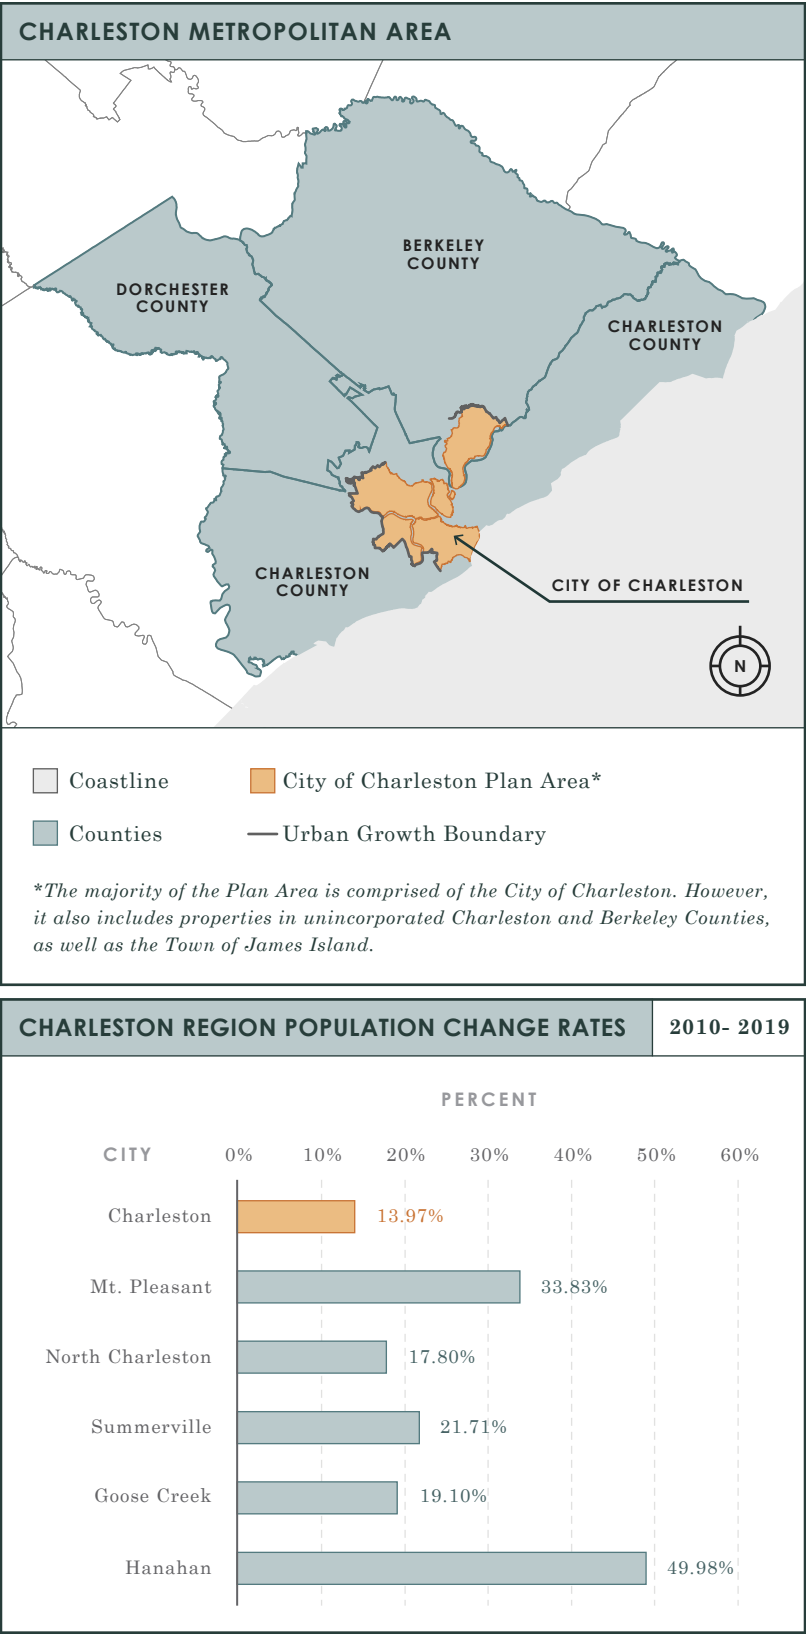 CHARLESTON METROPOLITAN AREA
BERKELEY
COUNTY
DORCHESTER
COUNTY
CHARLESTON
COUNTY
CHARLESTON
COUNTY
CITY OF CHARLESTON
N
Coastline
City of Charleston Plan Area*
Counties
Urban Growth Boundary
*The majority of the Plan Area is comprised of the City of Charleston. However,
it also includes properties in unincorporated Charleston and Berkeley Counties,
as well as the Town of James Island.
CHARLESTON REGION POPULATION CHANGE RATES 2010- 2019
PERCENT
CITY 0% 10% 20% 30% 40% 50% 60%
Charleston 13.97%
Mt. Pleasant 33.83%
North Charleston 17.80%
Summerville 21.71%
Goose Creek 19.10%
Hanahan 49.98%